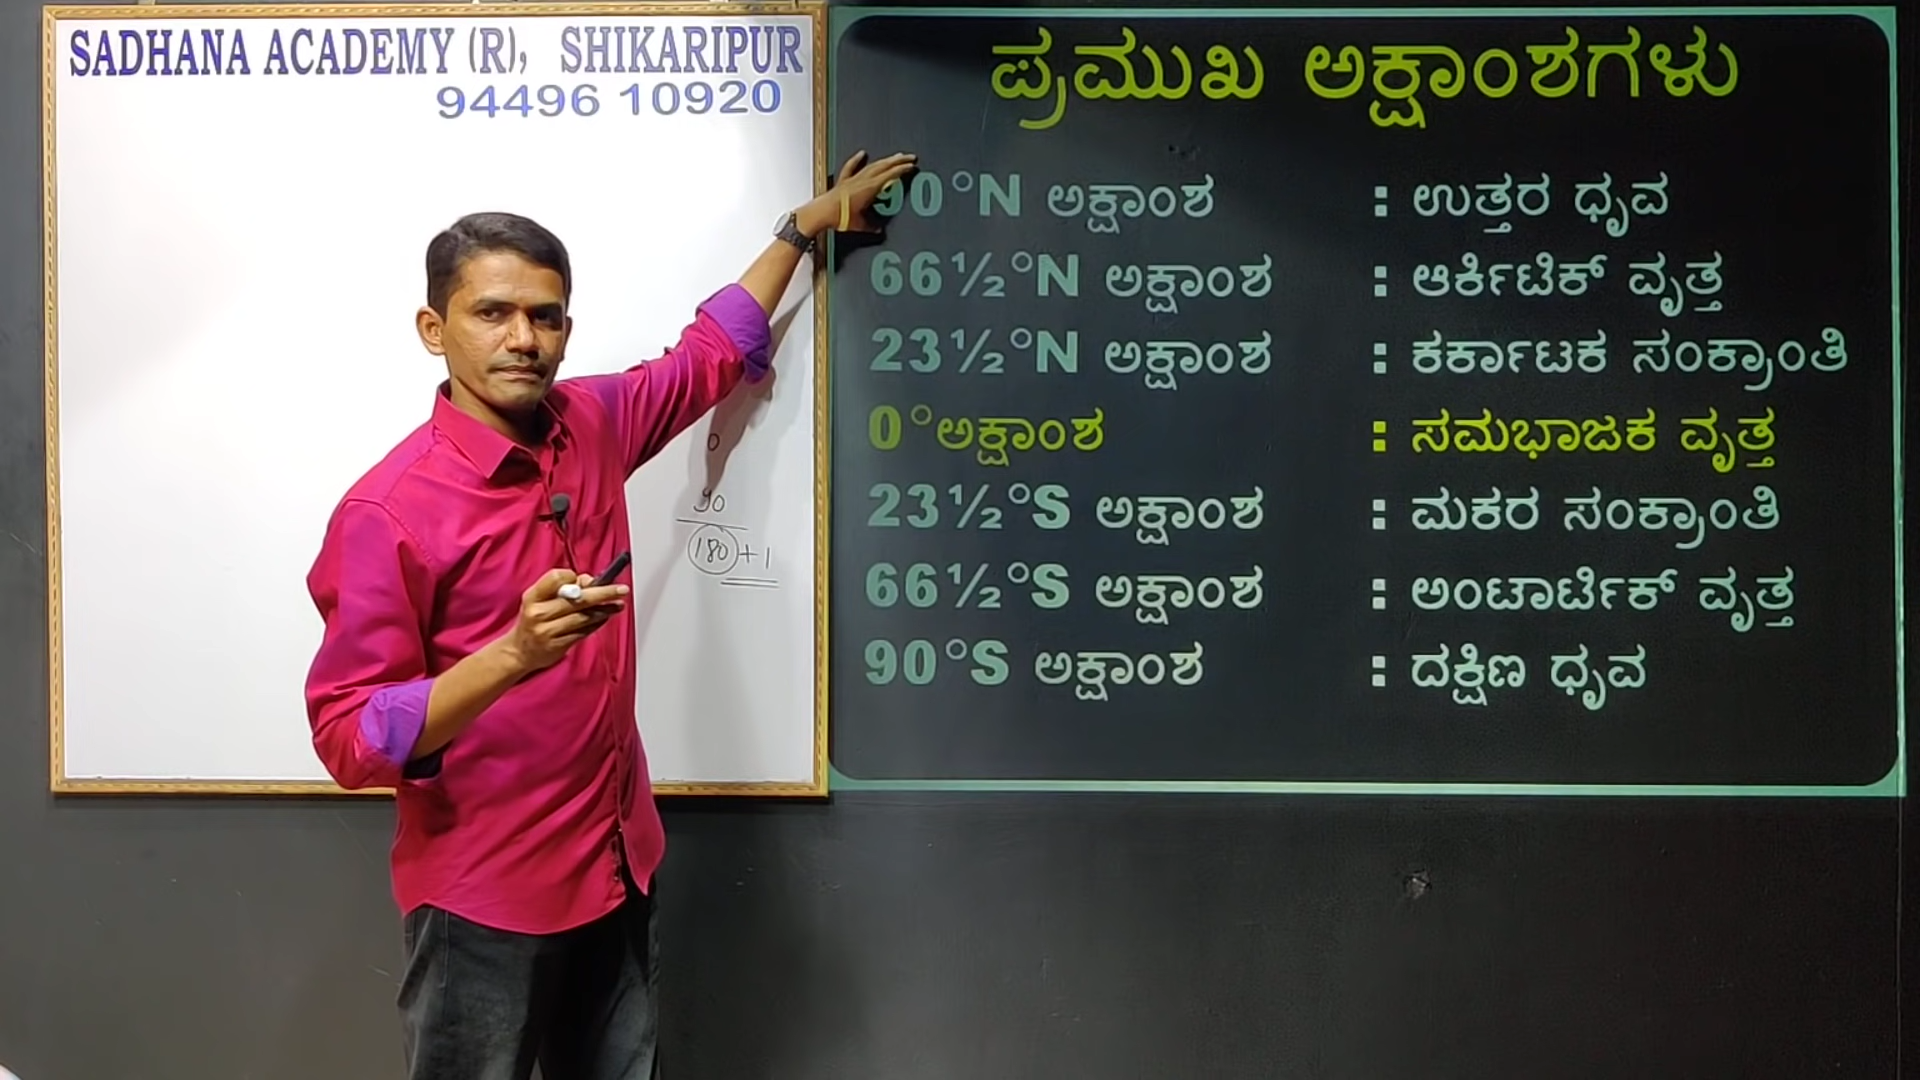 SADHANA ACADEMY (R), SHIKARIPUR
94496 10920
0
90
180+1
ಪ್ರಮುಖ ಅಕ್ಷಾಂಶಗಳು
90°N ಅಕ್ಷಾಂಶ : ಉತ್ತರ ಧೃವ
66½°N ಅಕ್ಷಾಂಶ : ಆರ್ಕಿಟಿಕ್ ವೃತ್ತ
23½°N ಅಕ್ಷಾಂಶ : ಕರ್ಕಾಟಕ ಸಂಕ್ರಾಂತಿ
0°ಅಕ್ಷಾಂಶ : ಸಮಭಾಜಕ ವೃತ್ತ
23½°S ಅಕ್ಷಾಂಶ : ಮಕರ ಸಂಕ್ರಾಂತಿ
66½°S ಅಕ್ಷಾಂಶ : ಅಂಟಾರ್ಟಿಕ್ ವೃತ್ತ
90°S ಅಕ್ಷಾಂಶ : ದಕ್ಷಿಣ ಧೃವ